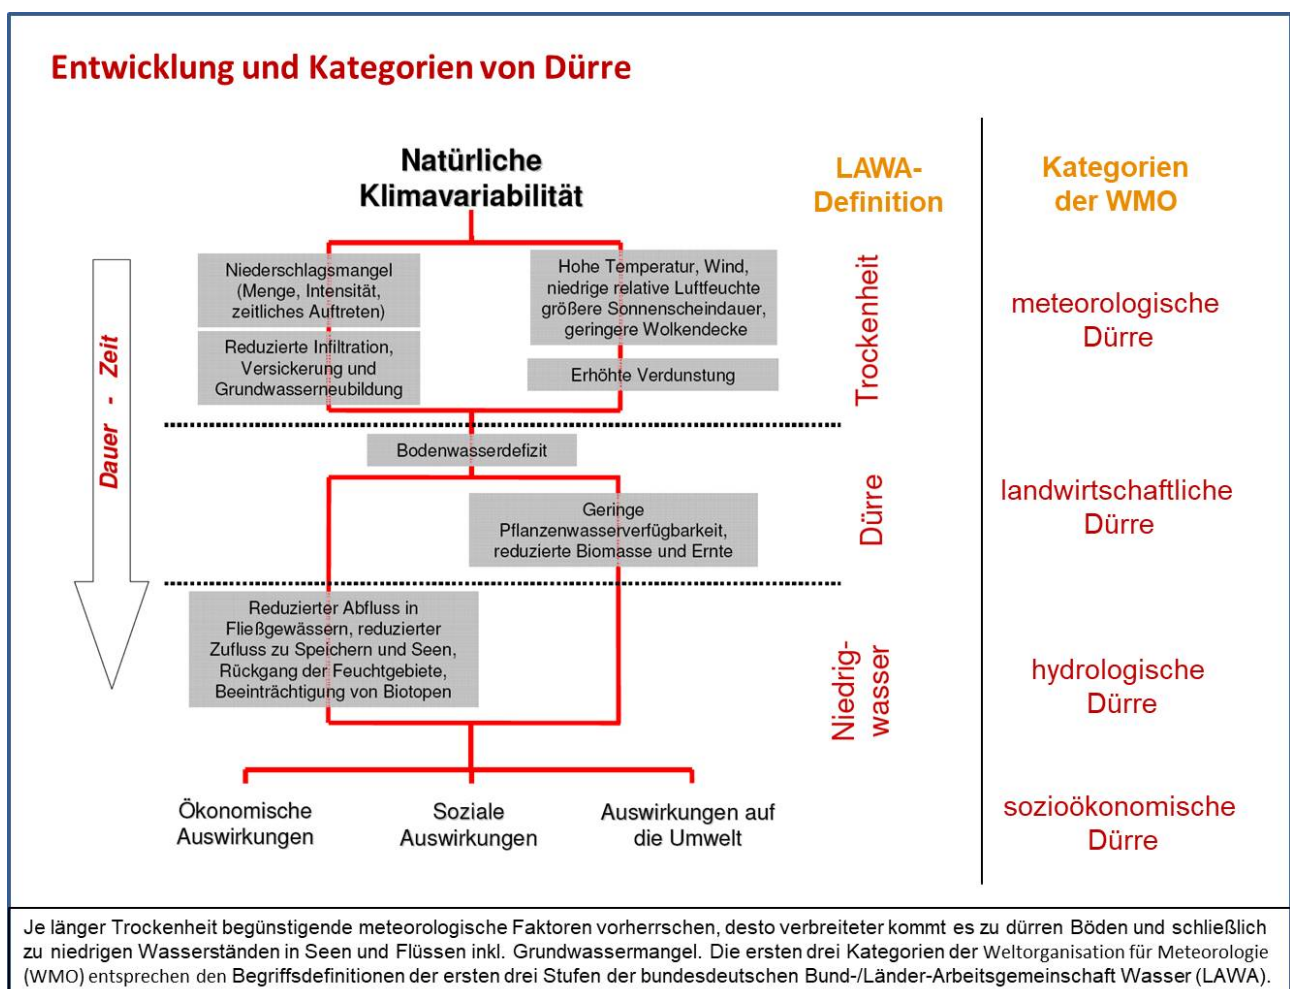 Entwicklung und Kategorien von Dürre
Natürliche
Klimavariabilität
LAWA-
Definition
Kategorien
der WMO
Dauer - Zeit
Niederschlagsmangel
(Menge, Intensität,
zeitliches Auftreten)
Hohe Temperatur, Wind,
niedrige relative Luftfeuchte
größere Sonnenscheindauer,
geringere Wolkendecke
Reduzierte Infiltration,
Versickerung und
Grundwasserneubildung
Erhöhte Verdunstung
Trockenheit
meteorologische
Dürre
Bodenwasserdefizit
Geringe
Pflanzenwasserverfügbarkeit,
reduzierte Biomasse und Ernte
Dürre
landwirtschaftliche
Dürre
Reduzierter Abfluss in
Fließgewässern, reduzierter
Zufluss zu Speichern und Seen,
Rückgang der Feuchtgebiete,
Beeinträchtigung von Biotopen
Niedrig-
wasser
hydrologische
Dürre
Ökonomische
Auswirkungen
Soziale
Auswirkungen
Auswirkungen auf
die Umwelt
sozioökonomische
Dürre
Je länger Trockenheit begünstigende meteorologische Faktoren vorherrschen, desto verbreiteter kommt es zu dürren Böden und schließlich
zu niedrigen Wasserständen in Seen und Flüssen inkl. Grundwassermangel. Die ersten drei Kategorien der Weltorganisation für Meteorologie
(WMO) entsprechen den Begriffsdefinitionen der ersten drei Stufen der bundesdeutschen Bund-/Länder-Arbeitsgemeinschaft Wasser (LAWA).